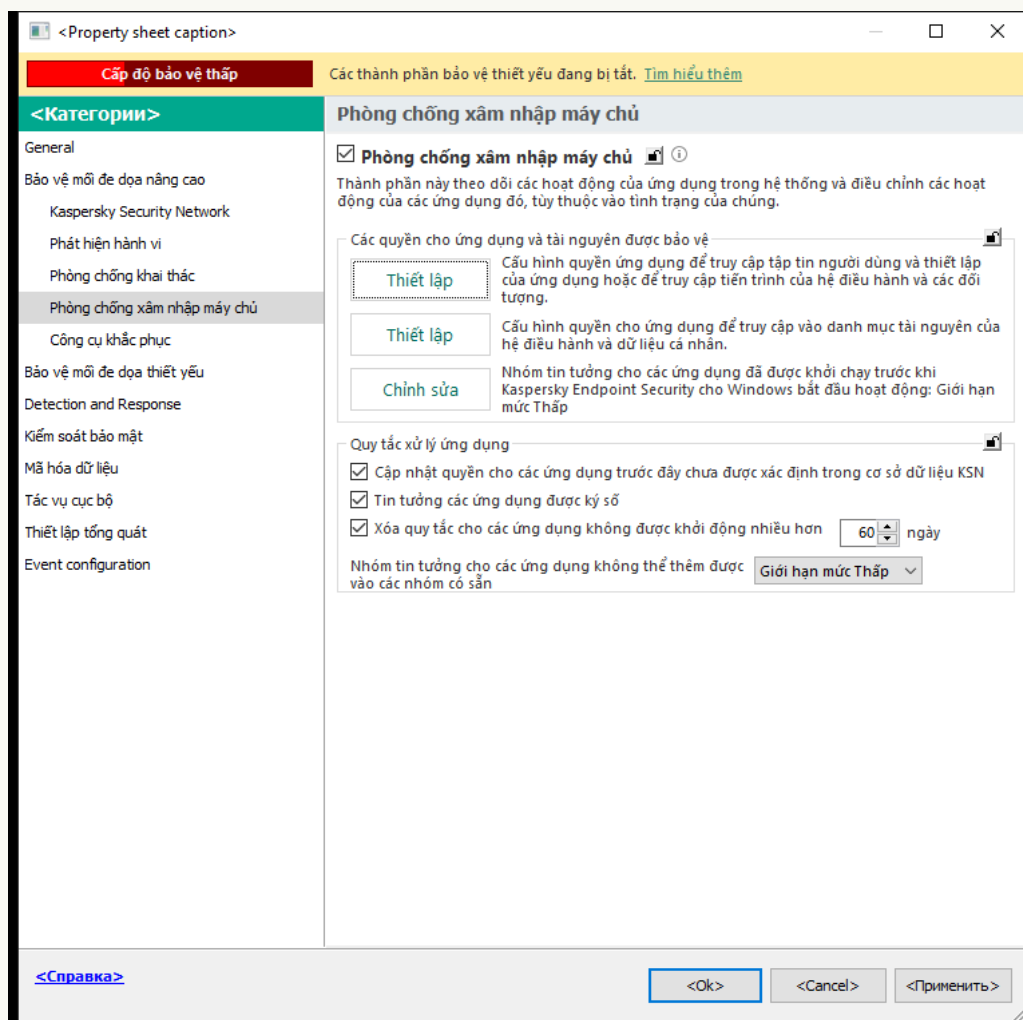 <Property sheet caption>
Cấp độ bảo vệ thấp
Các thành phần bảo vệ thiết yếu đang bị tắt. Tìm hiểu thêm
<Категории>
General
Bảo vệ mối đe dọa nâng cao
Kaspersky Security Network
Phát hiện hành vi
Phòng chống khai thác
Phòng chống xâm nhập máy chủ
Công cụ khắc phục
Bảo vệ mối đe dọa thiết yếu
Detection and Response
Kiểm soát bảo mật
Mã hóa dữ liệu
Tác vụ cục bộ
Thiết lập tổng quát
Event configuration
Phòng chống xâm nhập máy chủ
Phòng chống xâm nhập máy chủ
Thành phần này theo dõi các hoạt động của ứng dụng trong hệ thống và điều chỉnh các hoạt
động của các ứng dụng đó, tùy thuộc vào tình trạng của chúng.
Các quyền cho ứng dụng và tài nguyên được bảo vệ
Thiết lập
Cấu hình quyền ứng dụng để truy cập tập tin người dùng và thiết lập
của ứng dụng hoặc để truy cập tiến trình của hệ điều hành và các đối
tượng.
Thiết lập
Cấu hình quyền cho ứng dụng để truy cập vào danh mục tài nguyên của
hệ điều hành và dữ liệu cá nhân.
Chỉnh sửa
Nhóm tin tưởng cho các ứng dụng đã được khởi chạy trước khi
Kaspersky Endpoint Security cho Windows bắt đầu hoạt động: Giới hạn
mức Thấp
Quy tắc xử lý ứng dụng
Cập nhật quyền cho các ứng dụng trước đây chưa được xác định trong cơ sở dữ liệu KSN
Tin tưởng các ứng dụng được ký số
Xóa quy tắc cho các ứng dụng không được khởi động nhiều hơn 60 ngày
Nhóm tin tưởng cho các ứng dụng không thể thêm được
vào các nhóm có sẵn
Giới hạn mức Thấp
<Справка>
<Ok>
<Cancel>
<Применить>